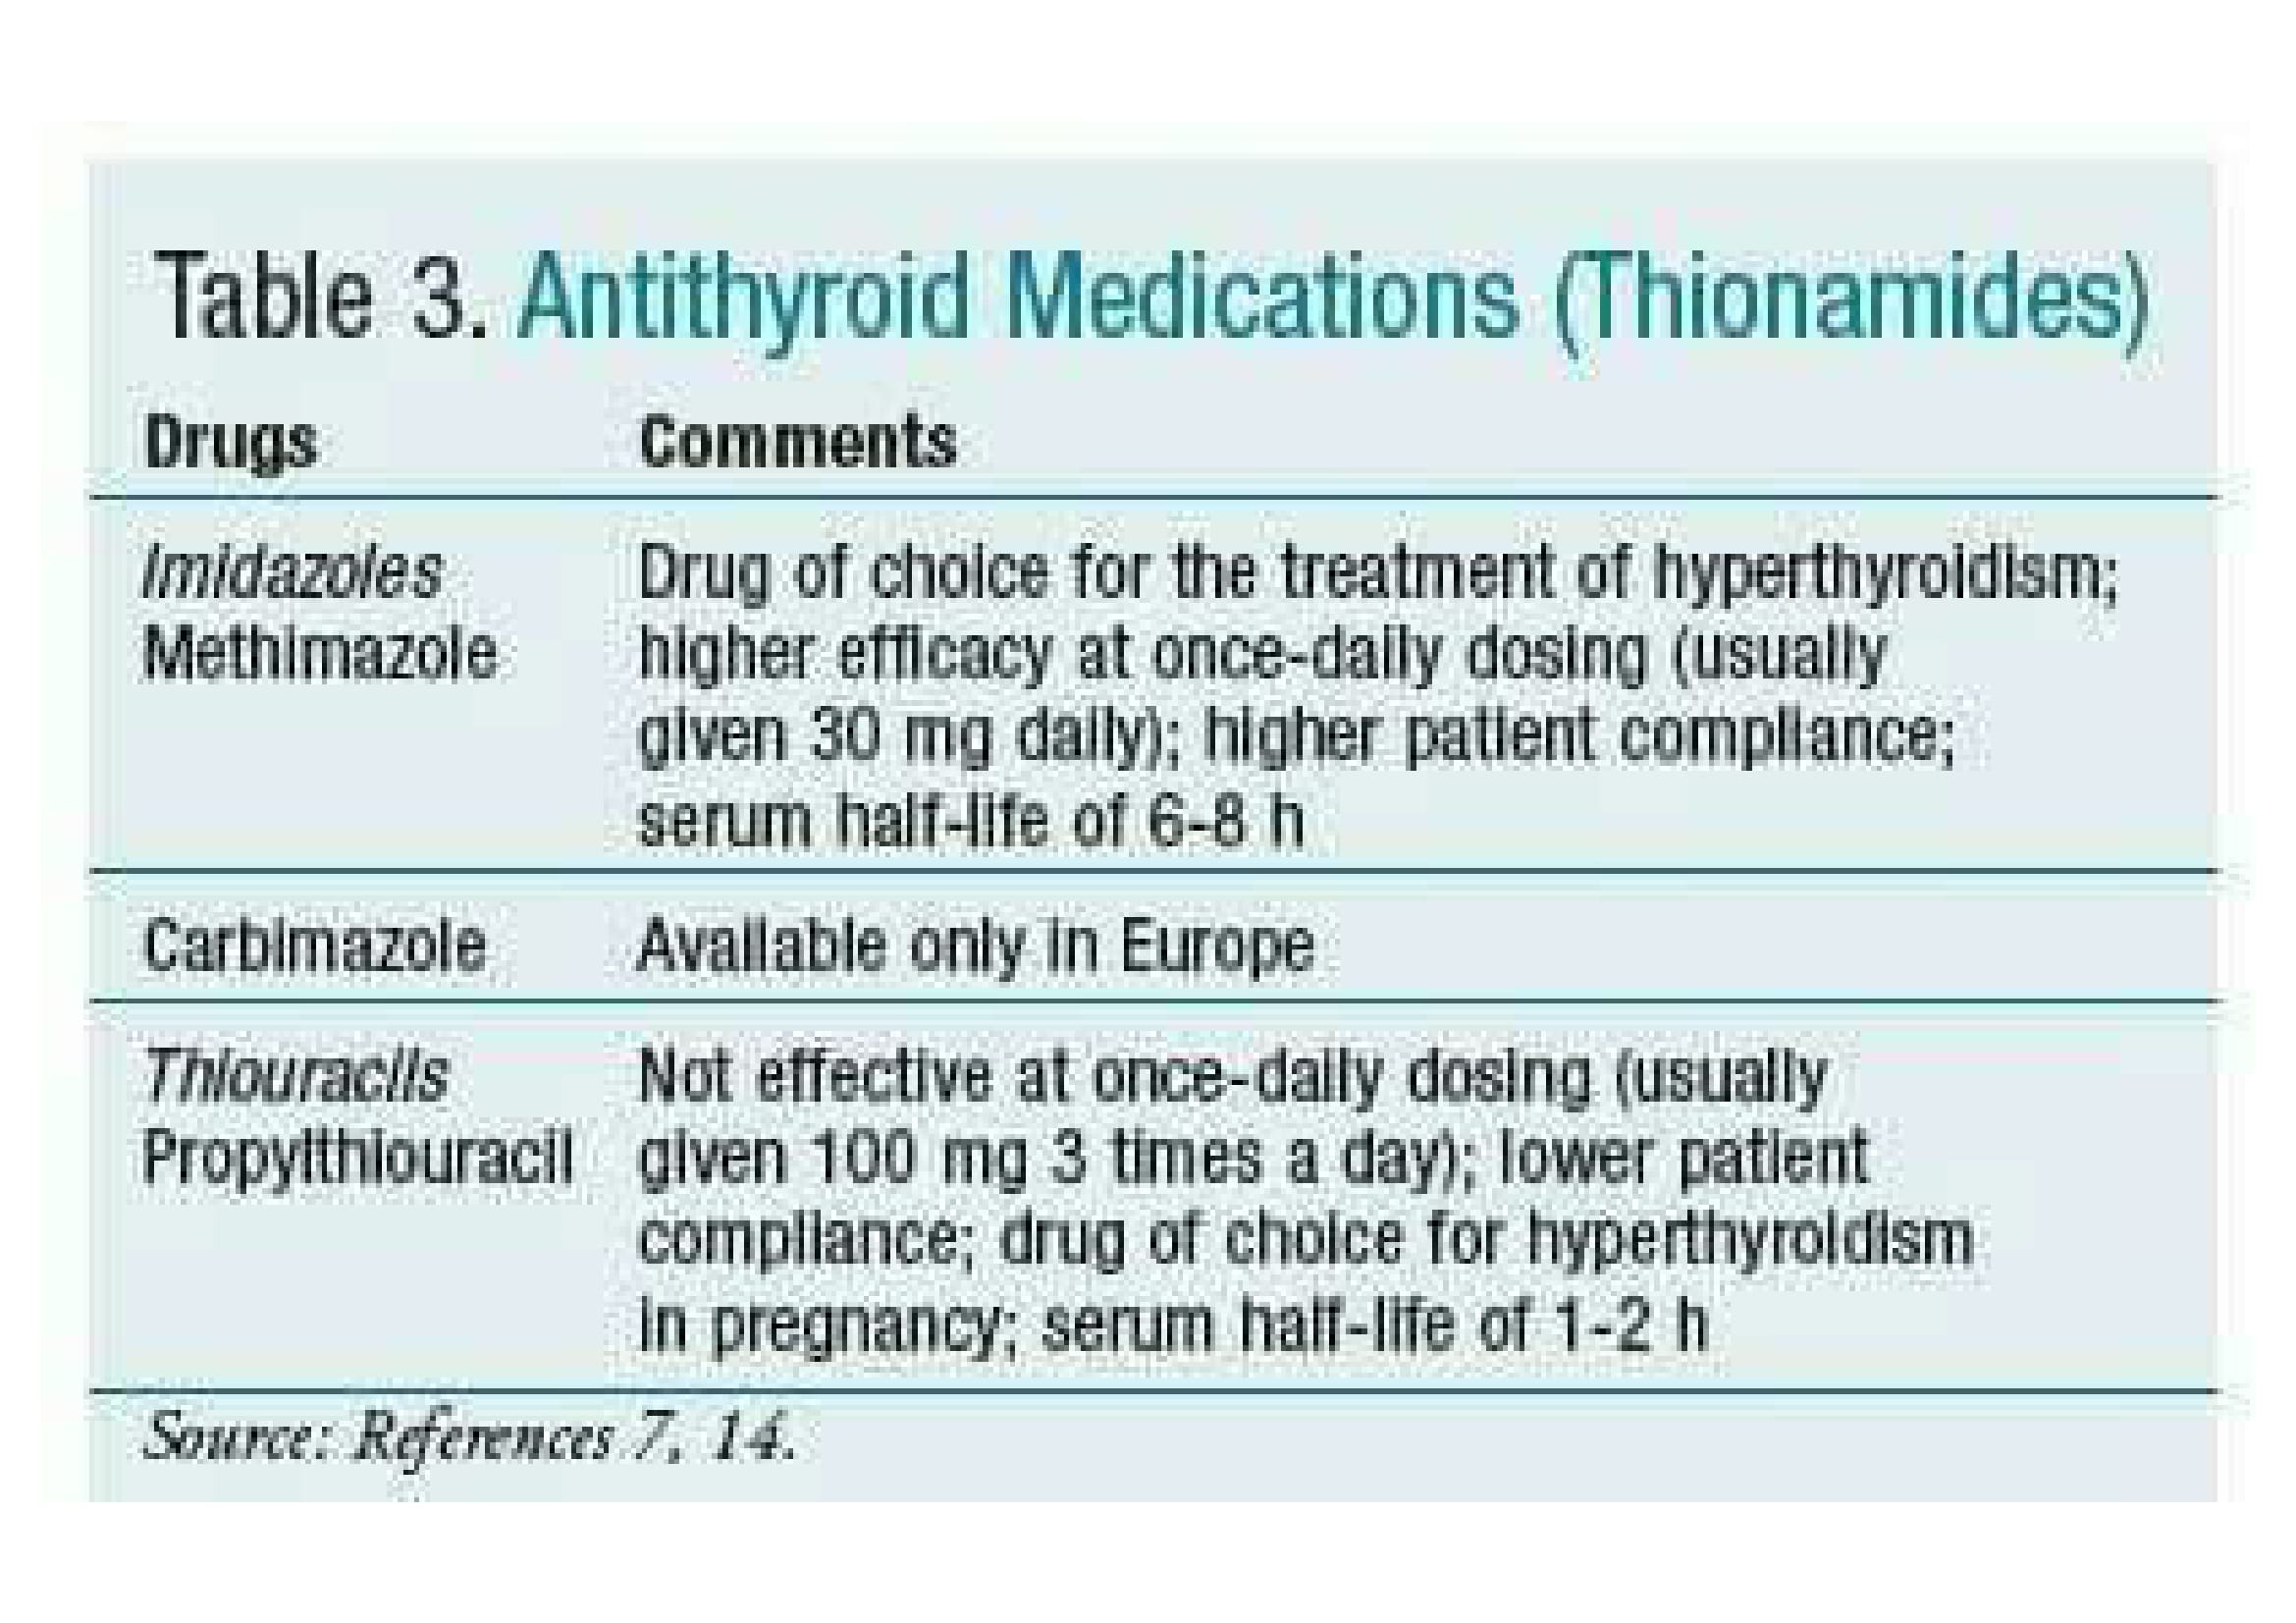 Table 3. Antithyroid Medications (Thionamides)
Drugs Comments
Imidazoles Drug of choice for the treatment of hyperthyroidism;
Methimazole higher efficacy at once-daily dosing (usually
given 30 mg daily); higher patient compliance;
serum half-life of 6-8 h
Carbimazole Available only in Europe
Thiouracils Not effective at once-daily dosing (usually
Propylthiouracil given 100 mg 3 times a day); lower patient
compliance; drug of choice for hyperthyroidism
in pregnancy; serum half-life of 1-2 h
Source: References 7, 14.